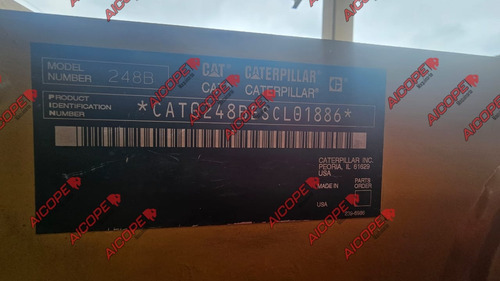 MODEL NUMBER 248B
CAT CATERPILLAR
CAT CATERPILLAR
PRODUCT IDENTIFICATION NUMBER
*CAT0248BESCL01886*
CATERPILLAR INC.
PEORIA, IL 61629
USA
MADE IN
PARTS ORDER
USA
AICOPE